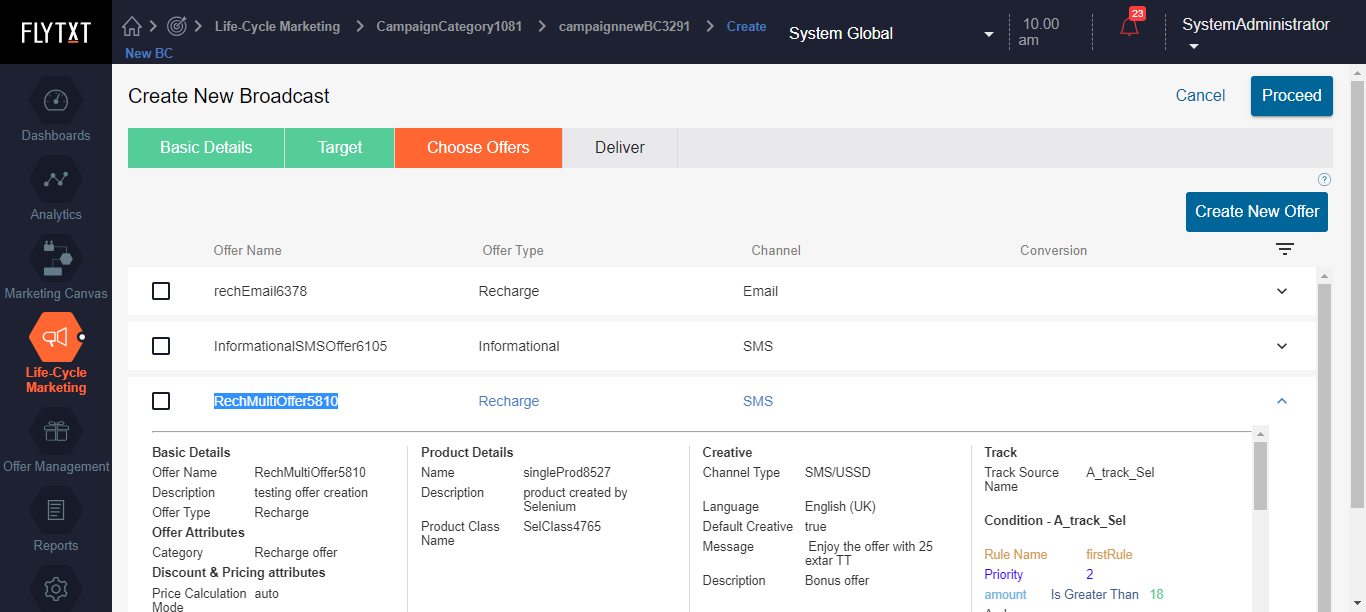 FLYTXT
Life-Cycle Marketing
CampaignCategory1081
campaignnewBC3291
Create
New BC
System Global
10.00
am
23
SystemAdministrator
Dashboards
Analytics
Marketing Canvas
Life-Cycle
Marketing
Offer Management
Reports
Create New Broadcast
Cancel
Proceed
Basic Details
Target
Choose Offers
Deliver
?
Create New Offer
Offer Name Offer Type Channel Conversion
rechEmail6378 Recharge Email
InformationalSMSOffer6105 Informational SMS
RechMultiOffer5810 Recharge SMS
Basic Details
Offer Name RechMultiOffer5810
Description testing offer creation
Offer Type Recharge
Offer Attributes
Category Recharge offer
Discount & Pricing attributes
Price Calculation auto
Mode
Product Details
Name singleProd8527
Description product created by
Selenium
Product Class SelClass4765
Name
Creative
Channel Type SMS/USSD
Language English (UK)
Default Creative true
Message Enjoy the offer with 25
extar TT
Description Bonus offer
Track
Track Source A_track_Sel
Name
Condition - A_track_Sel
Rule Name firstRule
Priority 2
amount Is Greater Than 18